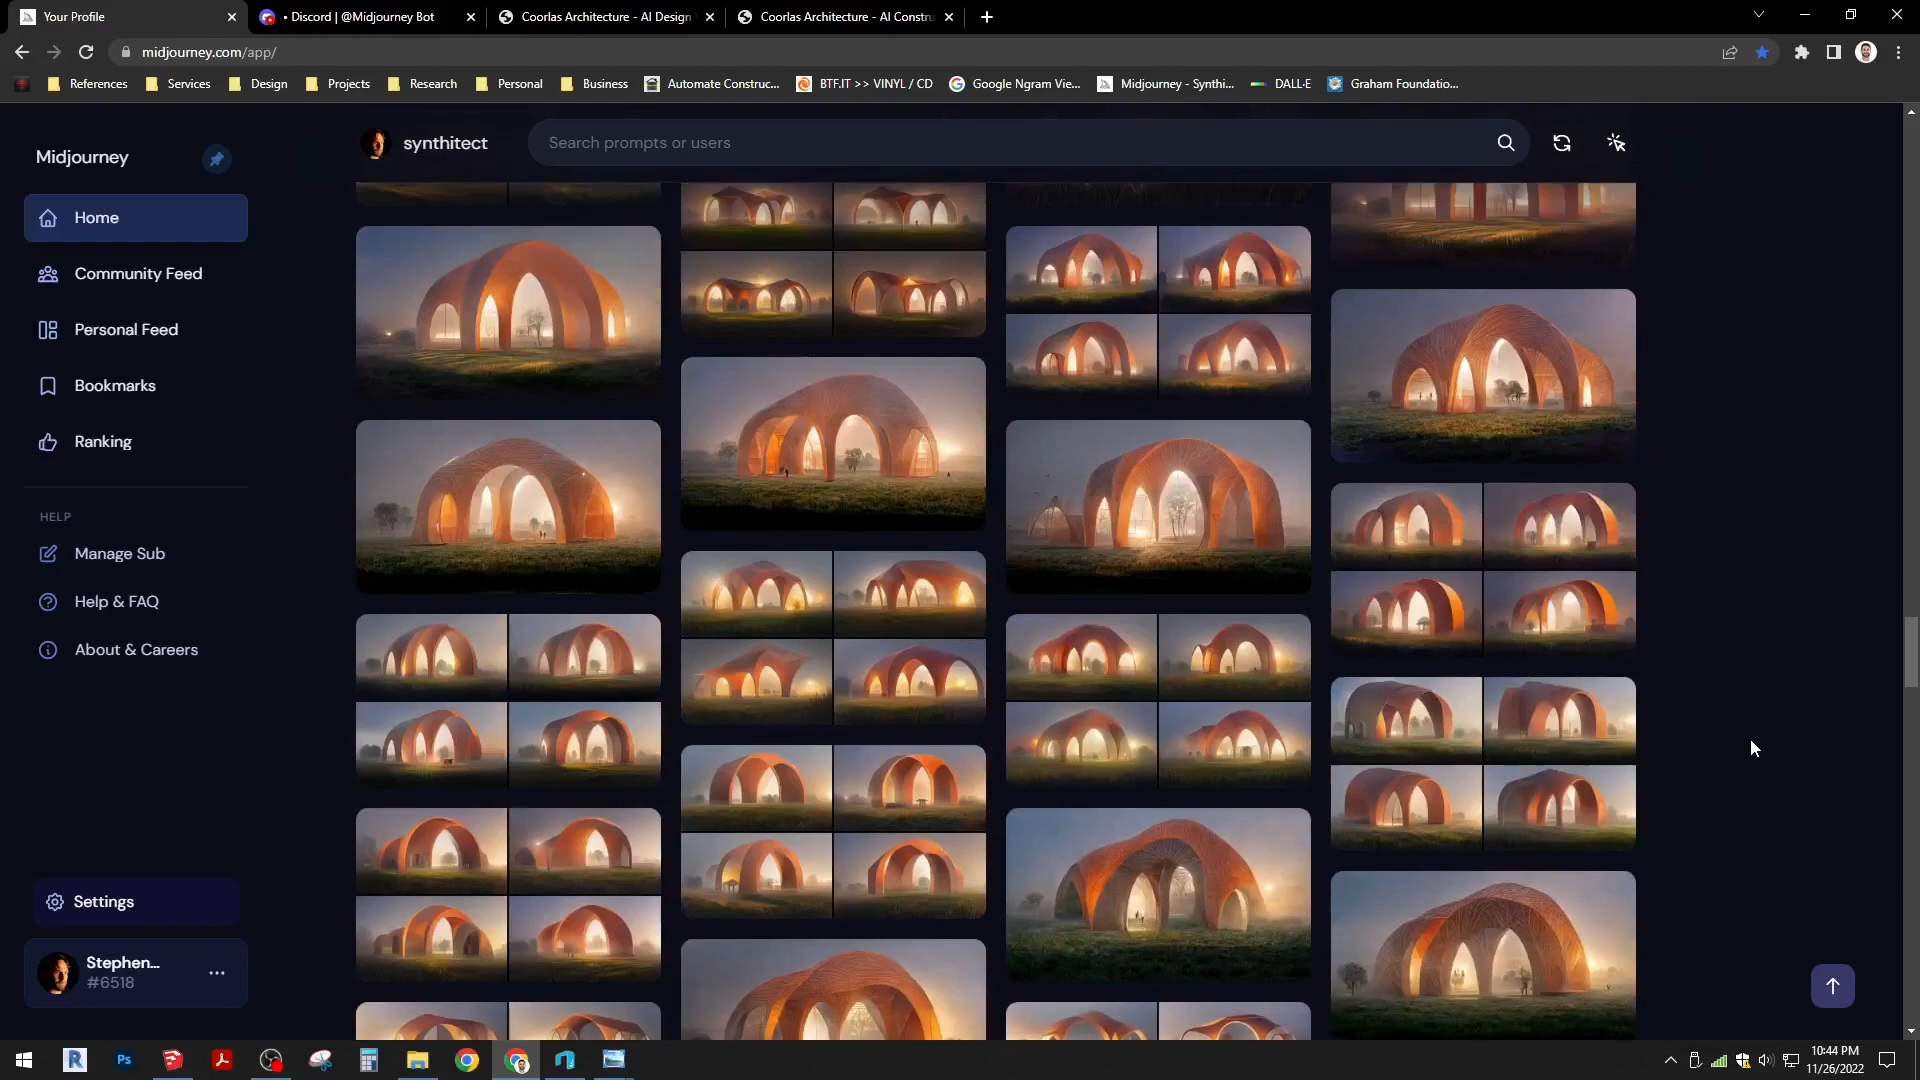 Your Profile
• Discord | @Midjourney Bot
Coorlas Architecture - AI Design
Coorlas Architecture - AI Constru
midjourney.com/app/
References
Services
Design
Projects
Research
Personal
Business
Automate Construc...
BTF.IT >> VINYL / CD
Google Ngram Vie...
Midjourney - Synthi...
DALL·E
Graham Foundatio...
Midjourney
synthitect
Search prompts or users
Home
Community Feed
Personal Feed
Bookmarks
Ranking
HELP
Manage Sub
Help & FAQ
About & Careers
Settings
Stephen...
#6518
R
Ps
10:44 PM
11/26/2022